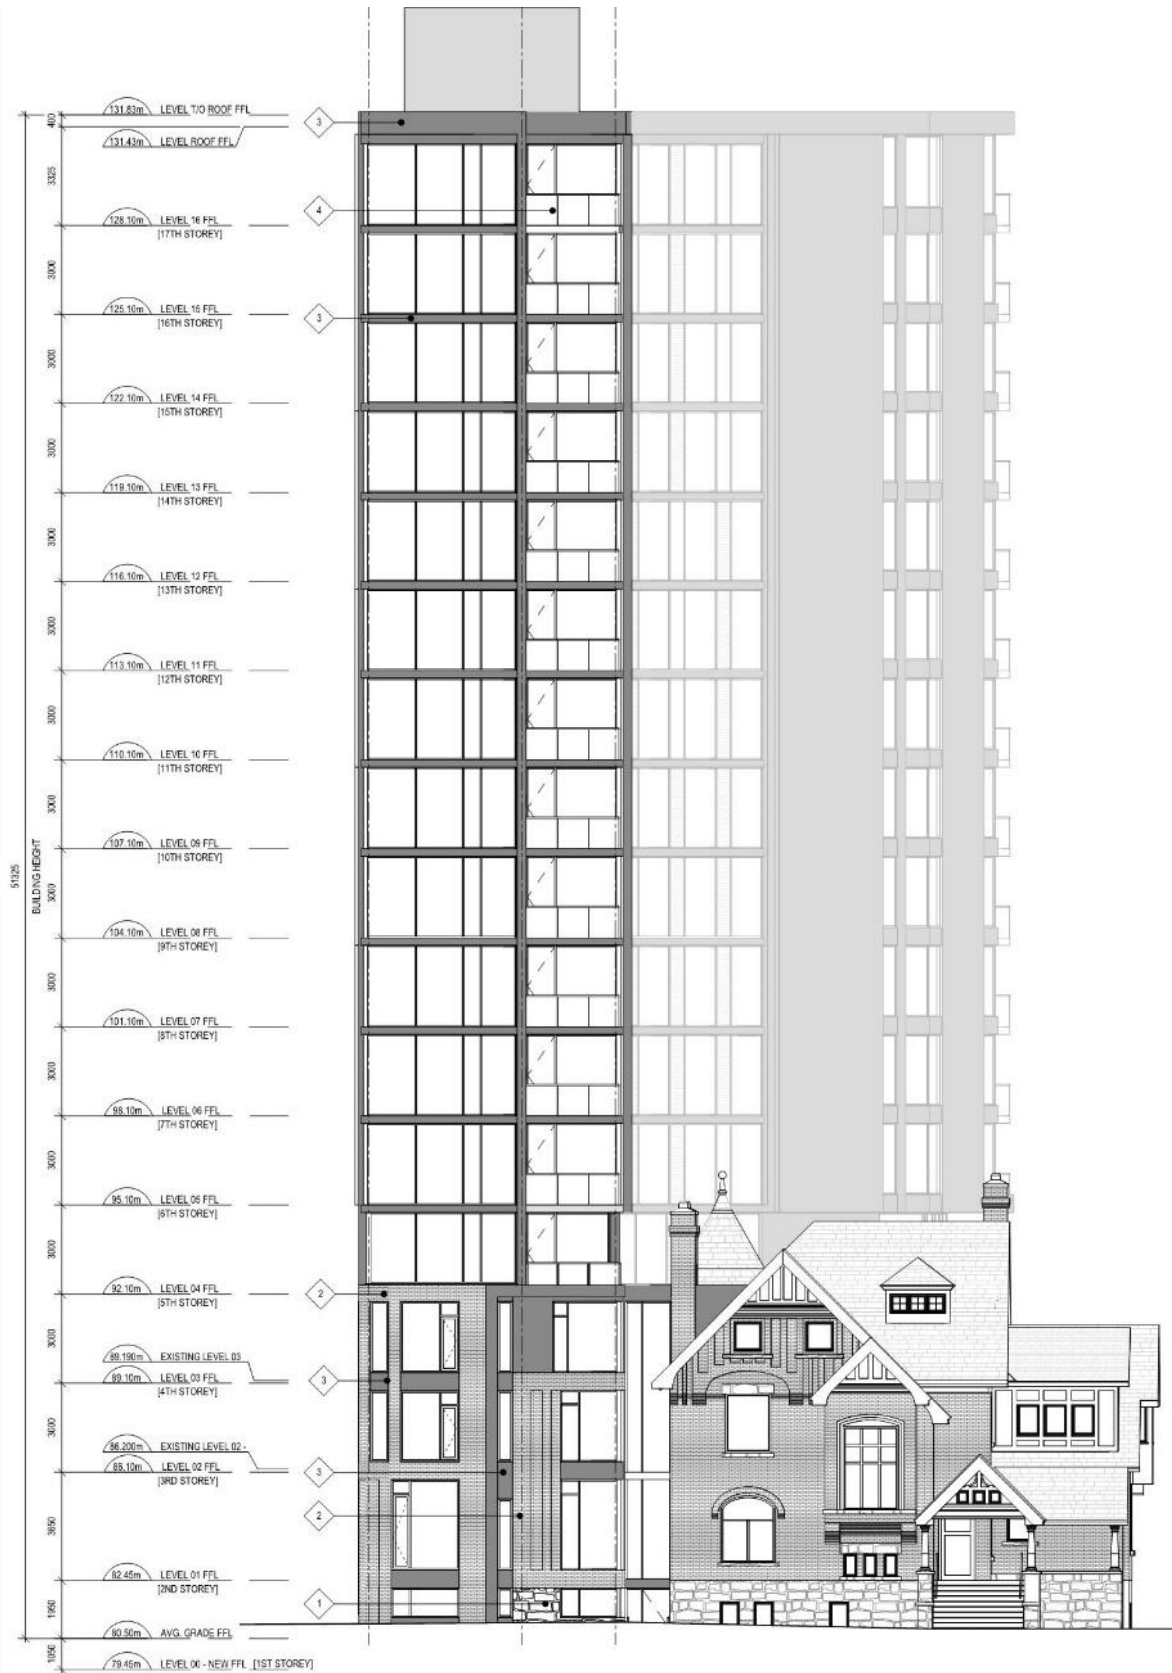 131.83m LEVEL T/O ROOF FFL
400
3
131.43m LEVEL ROOF FFL
3325
4
128.10m LEVEL 16 FFL
[17TH STOREY]
3000
125.10m LEVEL 15 FFL
[16TH STOREY]
3
3000
122.10m LEVEL 14 FFL
[15TH STOREY]
3000
119.10m LEVEL 13 FFL
[14TH STOREY]
3000
116.10m LEVEL 12 FFL
[13TH STOREY]
3000
113.10m LEVEL 11 FFL
[12TH STOREY]
3000
110.10m LEVEL 10 FFL
[11TH STOREY]
3000
107.10m LEVEL 09 FFL
[10TH STOREY]
51325
BUILDING HEIGHT
3000
104.10m LEVEL 08 FFL
[9TH STOREY]
3000
101.10m LEVEL 07 FFL
[8TH STOREY]
3000
98.10m LEVEL 06 FFL
[7TH STOREY]
3000
95.10m LEVEL 05 FFL
[6TH STOREY]
3000
92.10m LEVEL 04 FFL
[5TH STOREY]
2
3000
89.190m EXISTING LEVEL 03
89.10m LEVEL 03 FFL
[4TH STOREY]
3
3000
86.200m EXISTING LEVEL 02 -
86.10m LEVEL 02 FFL
[3RD STOREY]
3
2
3650
82.45m LEVEL 01 FFL
[2ND STOREY]
1950
1
80.50m AVG. GRADE FFL
1050
79.45m LEVEL 00 - NEW FFL [1ST STOREY]